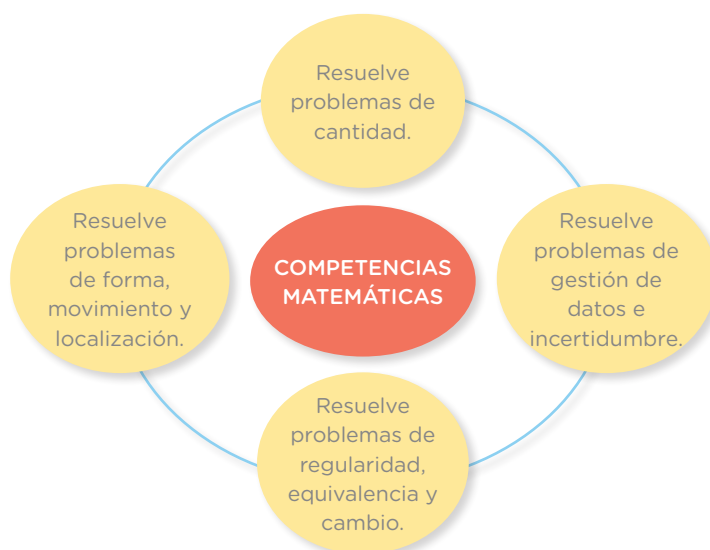 Resuelve
problemas de
cantidad.
Resuelve
problemas
de forma,
movimiento y
localización.
COMPETENCIAS
MATEMÁTICAS
Resuelve
problemas de
gestión de
datos e
incertidumbre.
Resuelve
problemas de
regularidad,
equivalencia y
cambio.